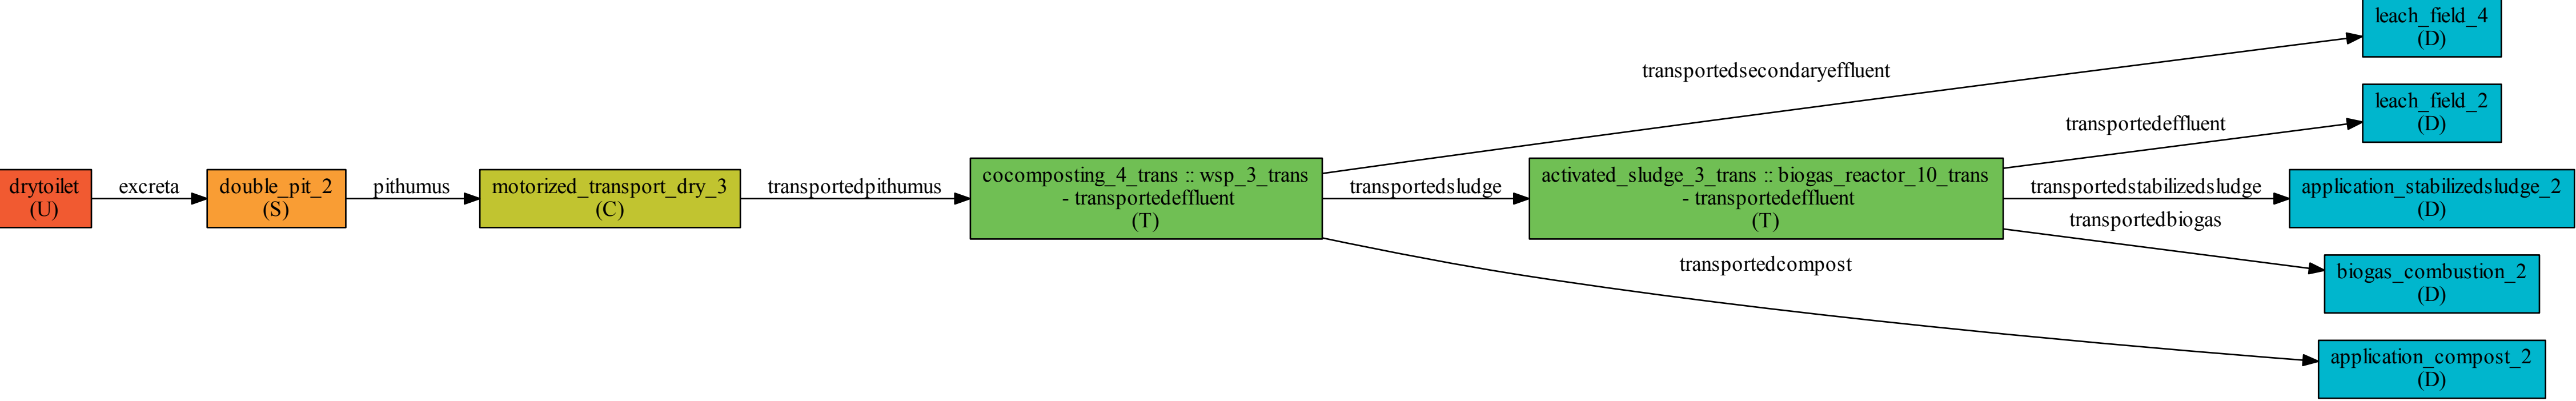 drytoilet
(U)
excreta
double_pit_2
(S)
pithumus
motorized_transport_dry_3
(C)
transportedpithumus
cocomposting_4_trans :: wsp_3_trans
- transportedeffluent
(T)
transportedsecondaryeffluent
transportedsludge
transportedcompost
activated_sludge_3_trans :: biogas_reactor_10_trans
- transportedeffluent
(T)
transportedeffluent
transportedstabilizedsludge
transportedbiogas
leach_field_4
(D)
leach_field_2
(D)
application_stabilizedsludge_2
(D)
biogas_combustion_2
(D)
application_compost_2
(D)